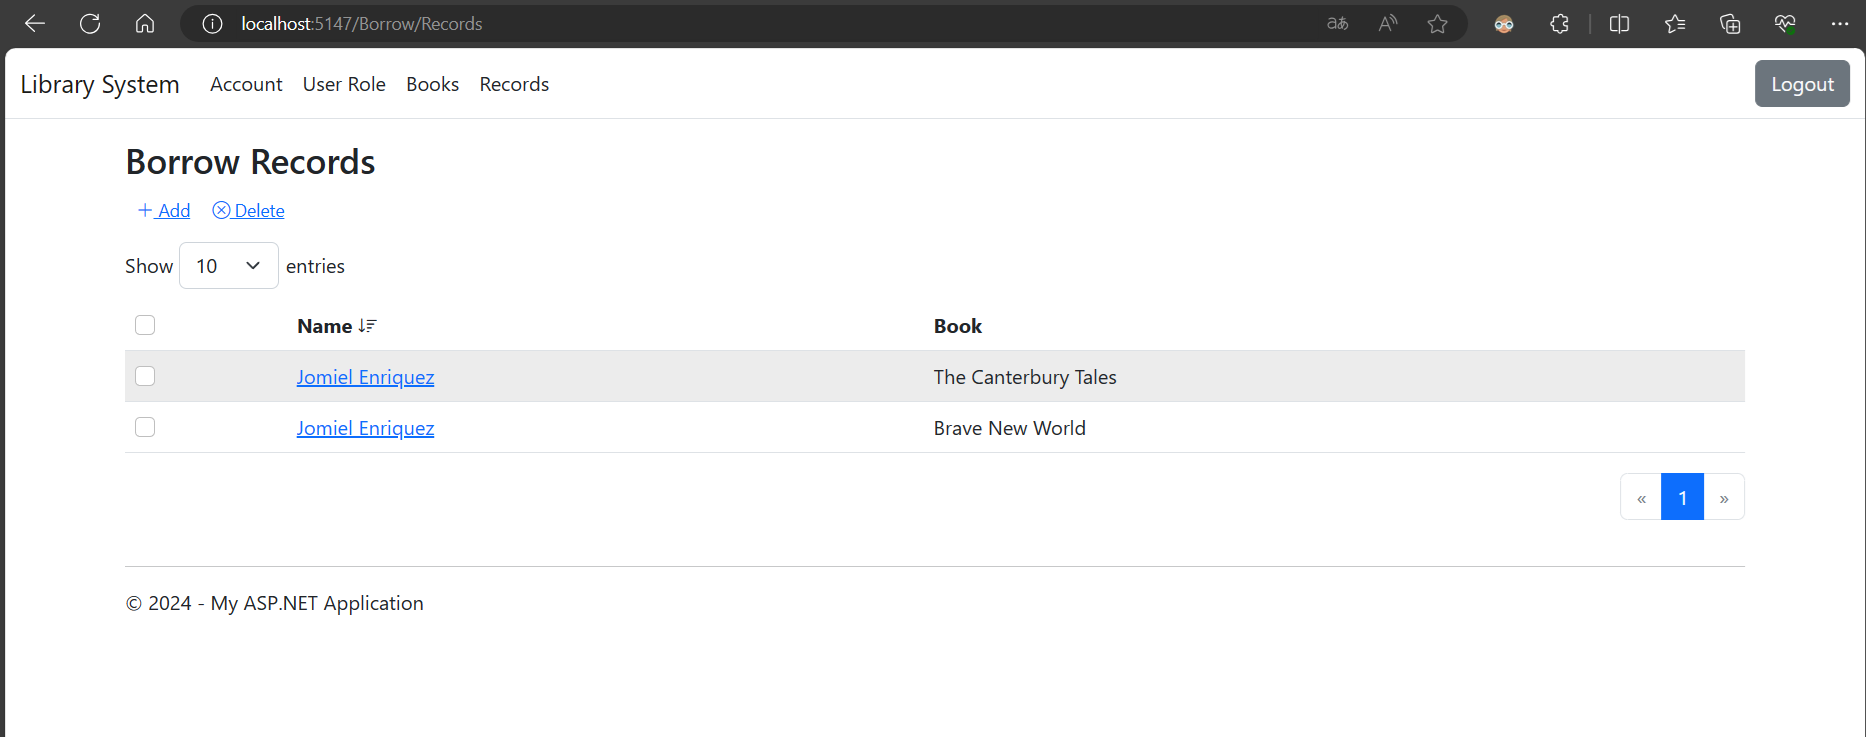 localhost:5147/Borrow/Records
Library System Account User Role Books Records Logout
Borrow Records
Add Delete
Show 10 entries
Name Book
Jomiel Enriquez The Canterbury Tales
Jomiel Enriquez Brave New World
« 1 »
© 2024 - My ASP.NET Application